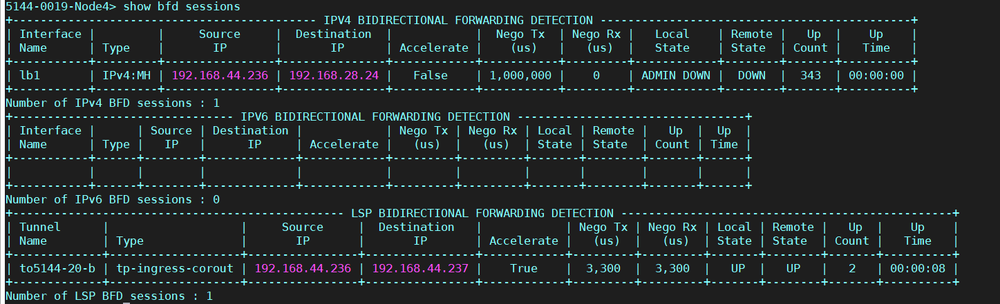 5144-0019-Node4> show bfd sessions
+-------------------------------------------- IPV4 BIDIRECTIONAL FORWARDING DETECTION ---------------------------------------------+
| Interface |         |     Source     |  Destination  |            |  Nego Tx  | Nego Rx |   Local    | Remote |  Up   |    Up    |
| Name      | Type    |       IP       |      IP       | Accelerate |   (us)    |  (us)   |   State    | State  | Count |   Time   |
+-----------+---------+----------------+---------------+------------+-----------+---------+------------+--------+-------+----------+
| lb1       | IPv4:MH | 192.168.44.236 | 192.168.28.24 |   False    | 1,000,000 |    0    | ADMIN DOWN |  DOWN  |  343  | 00:00:00 |
+-----------+---------+----------------+---------------+------------+-----------+---------+------------+--------+-------+----------+
Number of IPv4 BFD sessions : 1
+-------------------------------- IPV6 BIDIRECTIONAL FORWARDING DETECTION ---------------------------------+
| Interface |      | Source | Destination |            | Nego Tx | Nego Rx | Local | Remote |  Up   |  Up  |
| Name      | Type |   IP   |      IP     | Accelerate |   (us)  |   (us)  | State | State  | Count | Time |
+-----------+------+--------+-------------+------------+---------+---------+-------+--------+-------+------+
|           |      |        |             |            |         |         |       |        |       |      |
+-----------+------+--------+-------------+------------+---------+---------+-------+--------+-------+------+
Number of IPv6 BFD sessions : 0
+------------------------------------------------ LSP BIDIRECTIONAL FORWARDING DETECTION ------------------------------------------------+
| Tunnel      |                   |     Source     |  Destination   |            | Nego Tx | Nego Rx | Local | Remote |  Up   |    Up    |
| Name        | Type              |       IP       |       IP       | Accelerate |  (us)   |  (us)   | State | State  | Count |   Time   |
+-------------+-------------------+----------------+----------------+------------+---------+---------+-------+--------+-------+----------+
| to5144-20-b | tp-ingress-corout | 192.168.44.236 | 192.168.44.237 |    True    |  3,300  |  3,300  |  UP   |   UP   |   2   | 00:00:08 |
+-------------+-------------------+----------------+----------------+------------+---------+---------+-------+--------+-------+----------+
Number of LSP BFD sessions : 1